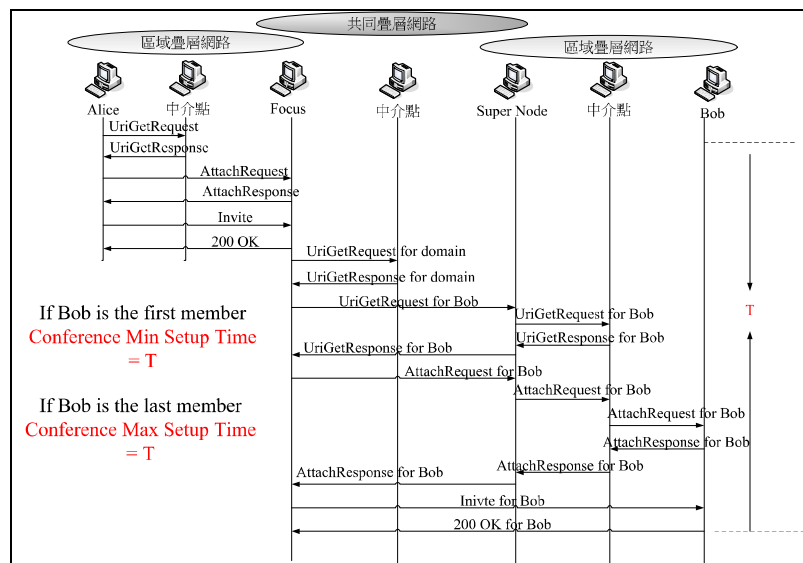 共同疊層網路
區域疊層網路
區域疊層網路
Alice
中介點
Focus
中介點
Super Node
中介點
Bob
UriGetRequest
UriGetResponse
AttachRequest
AttachResponse
Invite
200 OK
UriGetRequest for domain
UriGetResponse for domain
UriGetRequest for Bob
UriGetRequest for Bob
UriGetResponse for Bob
UriGetResponse for Bob
AttachRequest for Bob
AttachRequest for Bob
AttachRequest for Bob
AttachResponse for Bob
AttachResponse for Bob
AttachResponse for Bob
Inivte for Bob
200 OK for Bob
If Bob is the first member
Conference Min Setup Time
= T
If Bob is the last member
Conference Max Setup Time
= T
T